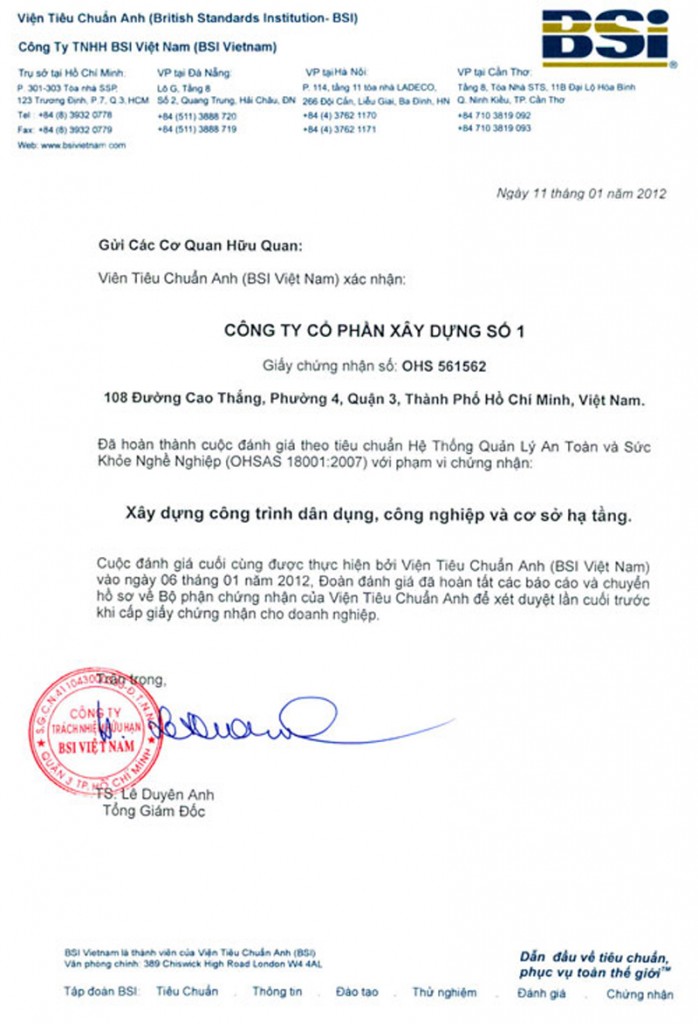 Viện Tiêu Chuẩn Anh (British Standards Institution- BSI)
Công Ty TNHH BSI Việt Nam (BSI Vietnam)
BSi®
Trụ sở tại Hồ Chí Minh:
P. 301-303 Tòa nhà SSP,
123 Trương Định, P.7, Q.3, HCM
Tel : +84 (8) 3932 0778
Fax: +84 (8) 3932 0779
Web: www.bsivietnam.com
VP tại Đà Nẵng:
Lô G, Tầng 8
Số 2, Quang Trung, Hải Châu, ĐN
+84 (511) 3888 720
+84 (511) 3888 719
VP tại Hà Nội:
P. 114, tầng 11 tòa nhà LADECO,
266 Đội Cấn, Liễu Giai, Ba Đình, HN
+84 (4) 3762 1170
+84 (4) 3762 1171
VP tại Cần Thơ:
Tầng 8, Tòa Nhà STS, 11B Đại Lộ Hòa Bình
Q. Ninh Kiều, TP. Cần Thơ
+84 710 3819 092
+84 710 3819 093
Ngày 11 tháng 01 năm 2012
Gửi Các Cơ Quan Hữu Quan:
Viên Tiêu Chuẩn Anh (BSI Việt Nam) xác nhận:
CÔNG TY CỔ PHẦN XÂY DỰNG SỐ 1
Giấy chứng nhận số: OHS 561562
108 Đường Cao Thắng, Phường 4, Quận 3, Thành Phố Hồ Chí Minh, Việt Nam.
Đã hoàn thành cuộc đánh giá theo tiêu chuẩn Hệ Thống Quản Lý An Toàn và Sức
Khỏe Nghề Nghiệp (OHSAS 18001:2007) với phạm vi chứng nhận:
Xây dựng công trình dân dụng, công nghiệp và cơ sở hạ tầng.
Cuộc đánh giá cuối cùng được thực hiện bởi Viện Tiêu Chuẩn Anh (BSI Việt Nam)
vào ngày 06 tháng 01 năm 2012, Đoàn đánh giá đã hoàn tất các báo cáo và chuyển
hồ sơ về Bộ phận chứng nhận của Viện Tiêu Chuẩn Anh để xét duyệt lần cuối trước
khi cấp giấy chứng nhận cho doanh nghiệp.
Trân trọng,
CÔNG TY
TRÁCH NHIỆM HỮU HẠN
BSI VIỆT NAM
QUẬN 3 TP. HỒ CHÍ MINH
TS. Lê Duyên Anh
Tổng Giám Đốc
BSI Vietnam là thành viên của Viện Tiêu Chuẩn Anh (BSI)
Văn phòng chính: 389 Chiswick High Road London W4 4AL
Dẫn đầu về tiêu chuẩn,
phục vụ toàn thế giới™
Tập đoàn BSI: Tiêu Chuẩn . Thông tin . Đào tạo . Thử nghiệm . Đánh giá . Chứng nhận